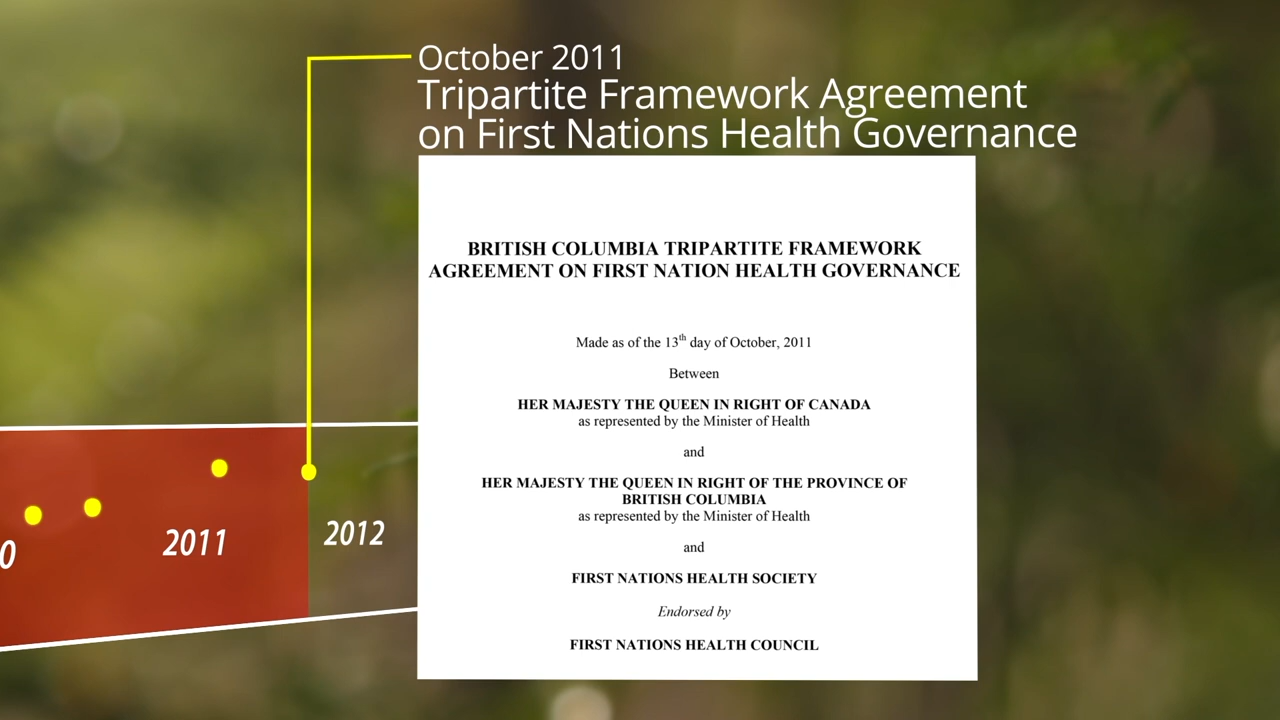 October 2011
Tripartite Framework Agreement
on First Nations Health Governance
BRITISH COLUMBIA TRIPARTITE FRAMEWORK
AGREEMENT ON FIRST NATION HEALTH GOVERNANCE
Made as of the 13th day of October, 2011
Between
HER MAJESTY THE QUEEN IN RIGHT OF CANADA
as represented by the Minister of Health
and
HER MAJESTY THE QUEEN IN RIGHT OF THE PROVINCE OF
BRITISH COLUMBIA
as represented by the Minister of Health
and
FIRST NATIONS HEALTH SOCIETY
Endorsed by
FIRST NATIONS HEALTH COUNCIL
0
2011
2012